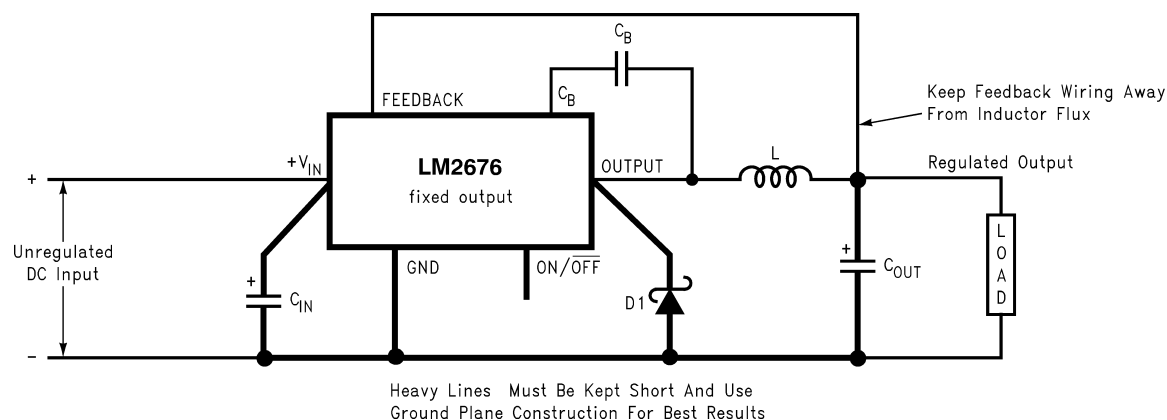 C_B
FEEDBACK
C_B
Keep Feedback Wiring Away
From Inductor Flux
+V_IN
LM2676
fixed output
OUTPUT
L
Regulated Output
+
Unregulated
DC Input
GND
ON/O̅F̅F̅
+
C_IN
D1
+
C_OUT
LOAD
−
Heavy Lines Must Be Kept Short And Use
Ground Plane Construction For Best Results